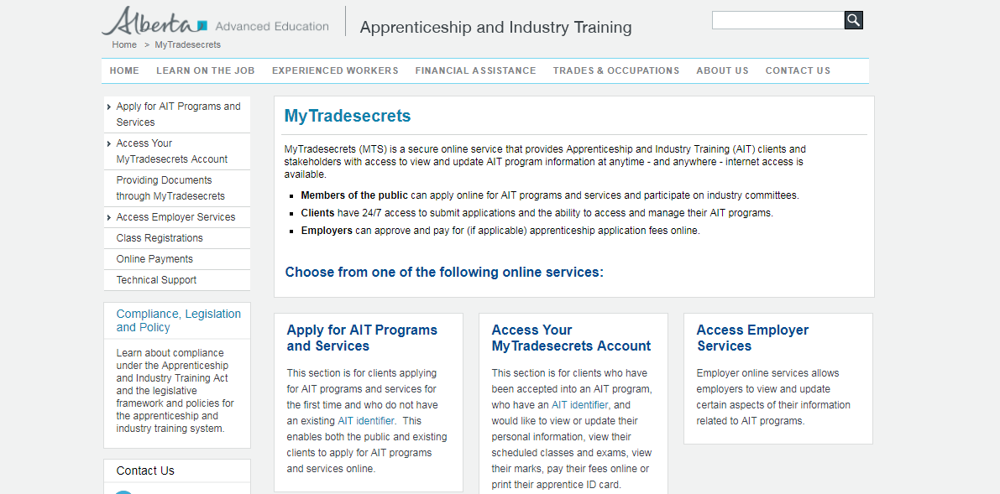 Alberta Advanced Education
Apprenticeship and Industry Training
Home > MyTradesecrets
HOME LEARN ON THE JOB EXPERIENCED WORKERS FINANCIAL ASSISTANCE TRADES & OCCUPATIONS ABOUT US CONTACT US
Apply for AIT Programs and
Services
Access Your
MyTradesecrets Account
Providing Documents
through MyTradesecrets
Access Employer Services
Class Registrations
Online Payments
Technical Support
Compliance, Legislation
and Policy
Learn about compliance
under the Apprenticeship
and Industry Training Act
and the legislative
framework and policies for
the apprenticeship and
industry training system.
Contact Us
MyTradesecrets
MyTradesecrets (MTS) is a secure online service that provides Apprenticeship and Industry Training (AIT) clients and
stakeholders with access to view and update AIT program information at anytime - and anywhere - internet access is
available.
Members of the public can apply online for AIT programs and services and participate on industry committees.
Clients have 24/7 access to submit applications and the ability to access and manage their AIT programs.
Employers can approve and pay for (if applicable) apprenticeship application fees online.
Choose from one of the following online services:
Apply for AIT Programs
and Services
This section is for clients applying
for AIT programs and services for
the first time and who do not have
an existing AIT identifier. This
enables both the public and existing
clients to apply for AIT programs
and services online.
Access Your
MyTradesecrets Account
This section is for clients who have
been accepted into an AIT program,
who have an AIT identifier, and
would like to view or update their
personal information, view their
scheduled classes and exams, view
their marks, pay their fees online or
print their apprentice ID card.
Access Employer
Services
Employer online services allows
employers to view and update
certain aspects of their information
related to AIT programs.